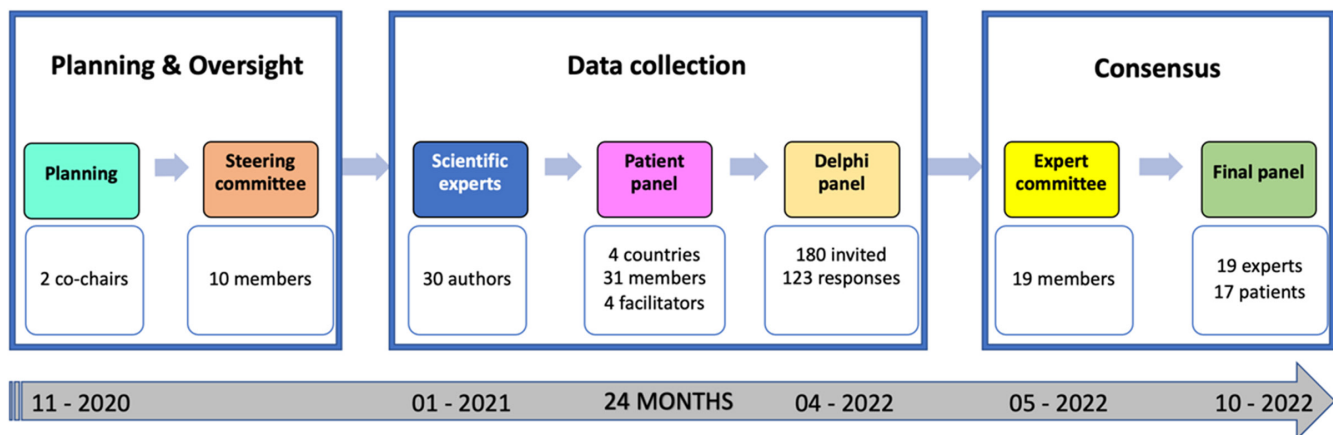 Planning & Oversight
Planning
Steering
committee
2 co-chairs
10 members
Data collection
Scientific
experts
Patient
panel
Delphi
panel
30 authors
4 countries
31 members
4 facilitators
180 invited
123 responses
Consensus
Expert
committee
Final panel
19 members
19 experts
17 patients
11 - 2020
01 - 2021
24 MONTHS
04 - 2022
05 - 2022
10 - 2022